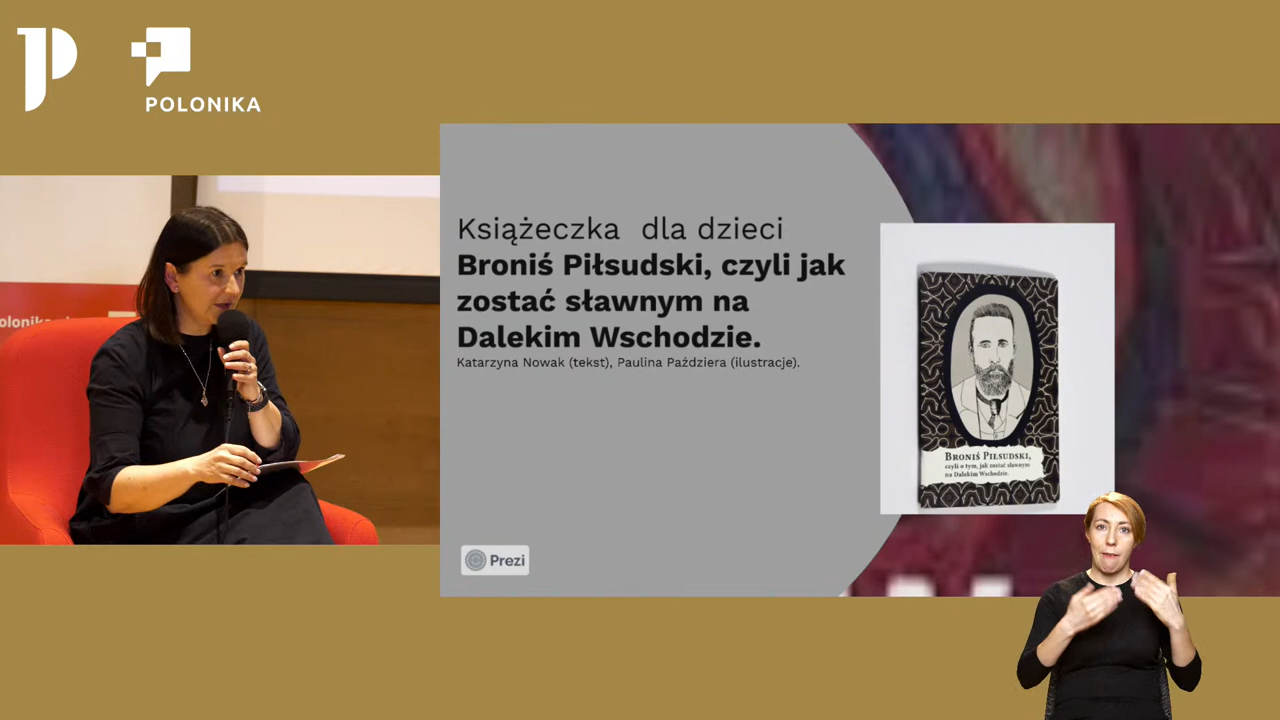 POLONIKA
Książeczka dla dzieci
Broniś Piłsudski, czyli jak
zostać sławnym na
Dalekim Wschodzie.
Katarzyna Nowak (tekst), Paulina Paździera (ilustracje).
Broniś Piłsudski,
czyli o tym, jak zostać sławnym
na Dalekim Wschodzie.
Prezi